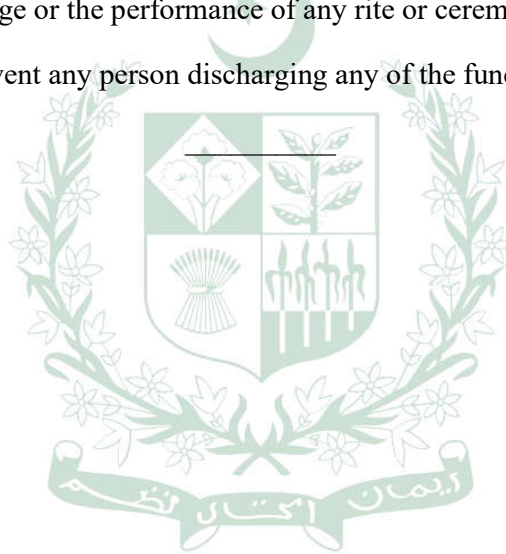 ge or the performance of any rite or cerem
vent any person discharging any of the func
ایمان اتحاد نظم